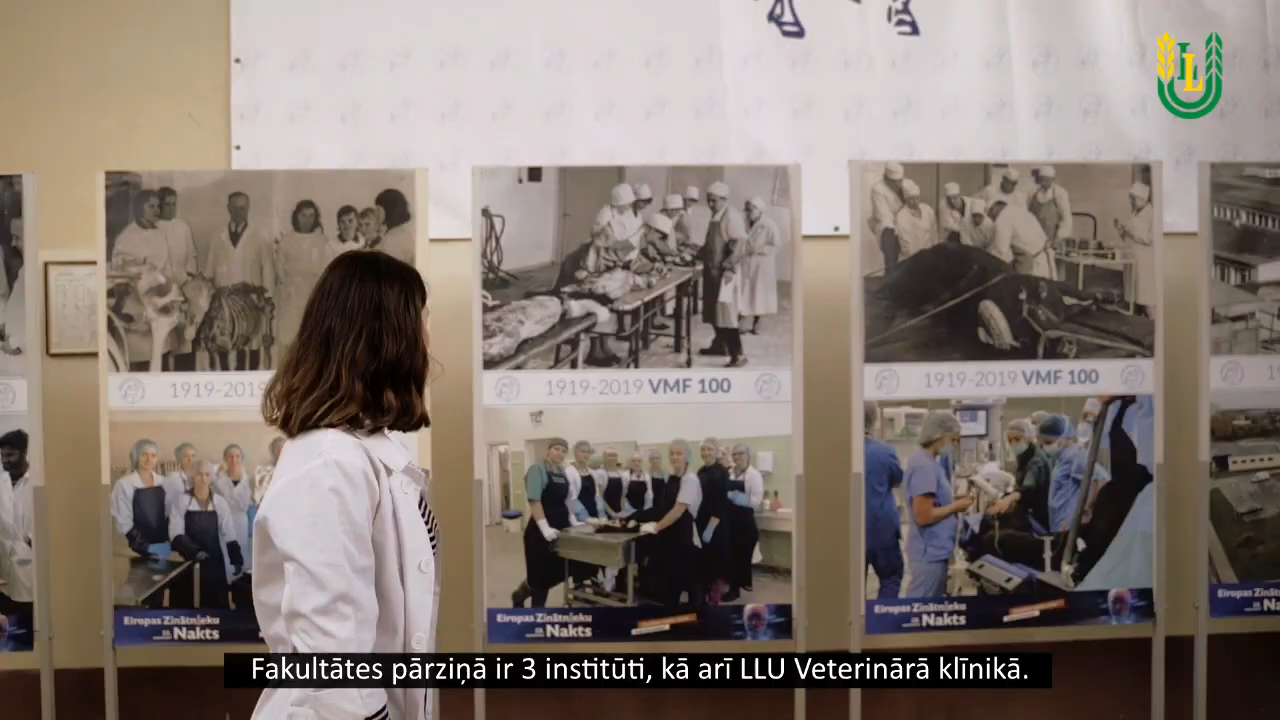 LL
1919-2019
1919-2019 VMF 100
1919-2019 VMF 100
Eiropas Zinātnieku
Nakts
Eiropas Zinātnieku
Nakts
Eiropas Zinātnieku
Nakts
Fakultātes pārziņā ir 3 institūti, kā arī LLU Veterinārā klīnikā.